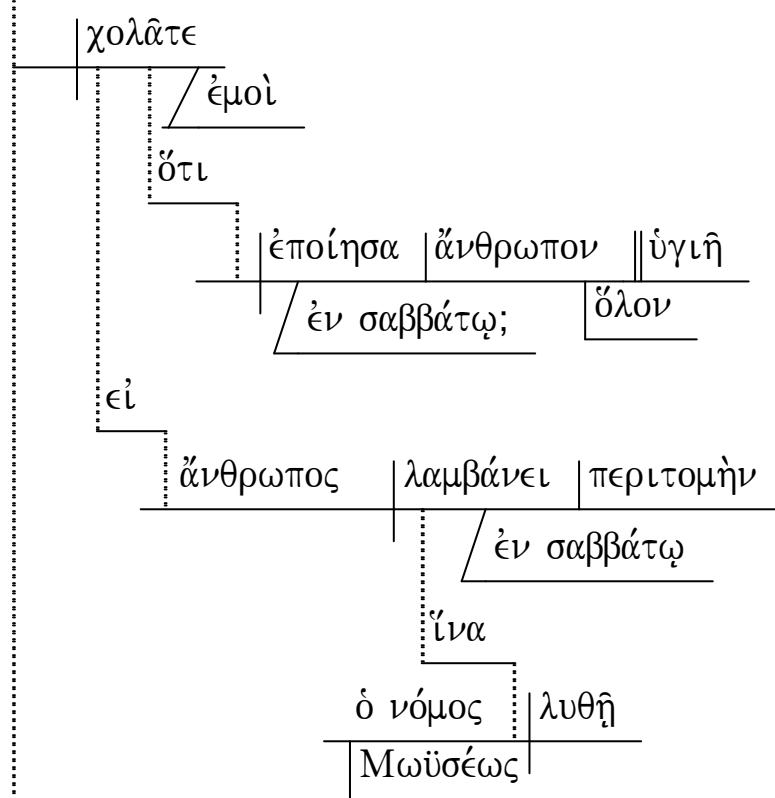 χολᾶτε
ἐμοὶ
ὅτι
ἐποίησα ἄνθρωπον ὑγιῆ
ἐν σαββάτῳ; ὅλον
εἰ
ἄνθρωπος λαμβάνει περιτομὴν
ἐν σαββάτῳ
ἵνα
ὁ νόμος λυθῇ
Μωϋσέως